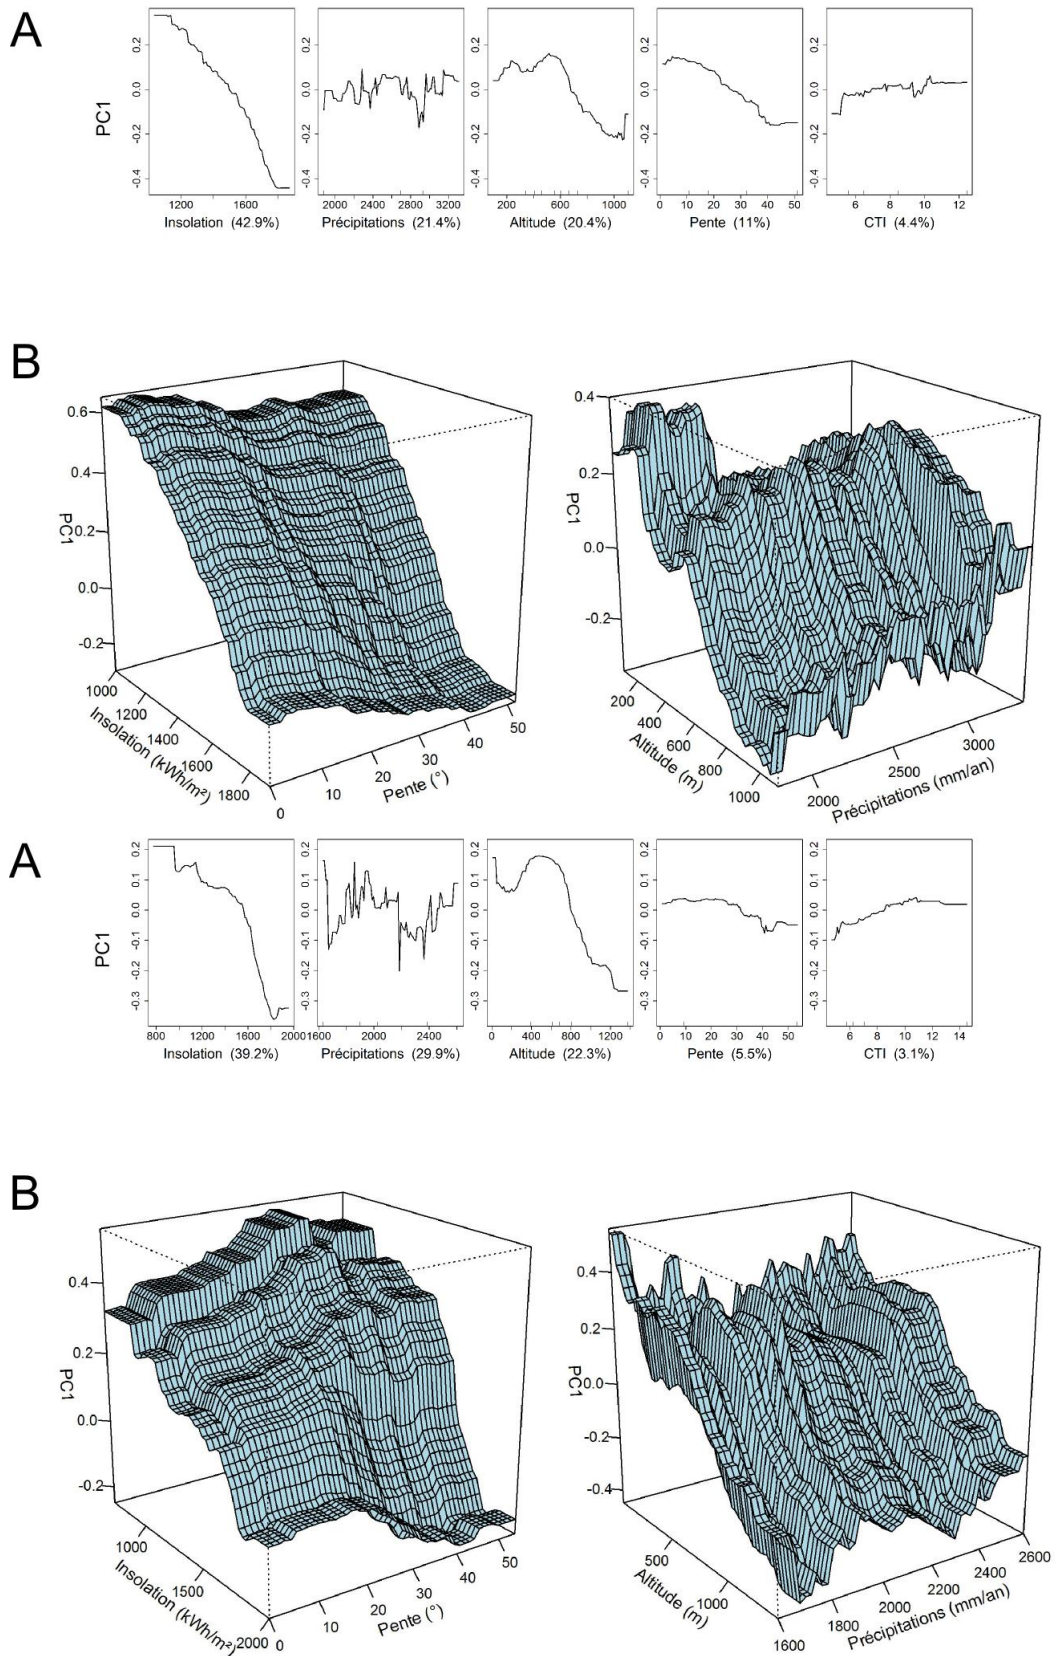 A
PC1
0.2
0.0
-0.2
-0.4
1200 1600
2000 2400 2800 3200
200 600 1000
0 10 20 30 40 50
6 8 10 12
Insolation (42.9%)
Précipitations (21.4%)
Altitude (20.4%)
Pente (11%)
CTI (4.4%)
B
0.6
0.4
0.2
0.0
-0.2
PC1
1000
1200
1400
1600
1800
Insolation (kWh/m²)
0
10
20
30
40
50
Pente (°)
0.4
0.2
0.0
-0.2
PC1
200
400
600
800
1000
Altitude (m)
2000
2500
3000
Précipitations (mm/an)
A
PC1
0.2
0.1
0.0
-0.1
-0.2
-0.3
800 1200 1600 2000
1600 2000 2400
0 400 800 1200
0 10 20 30 40 50
6 8 10 12 14
Insolation (39.2%)
Précipitations (29.9%)
Altitude (22.3%)
Pente (5.5%)
CTI (3.1%)
B
0.4
0.2
0.0
-0.2
PC1
1000
1500
2000
Insolation (kWh/m²)
0
10
20
30
40
50
Pente (°)
0.4
0.2
0.0
-0.2
-0.4
PC1
500
1000
Altitude (m)
1600
1800
2000
2200
2400
2600
Précipitations (mm/an)